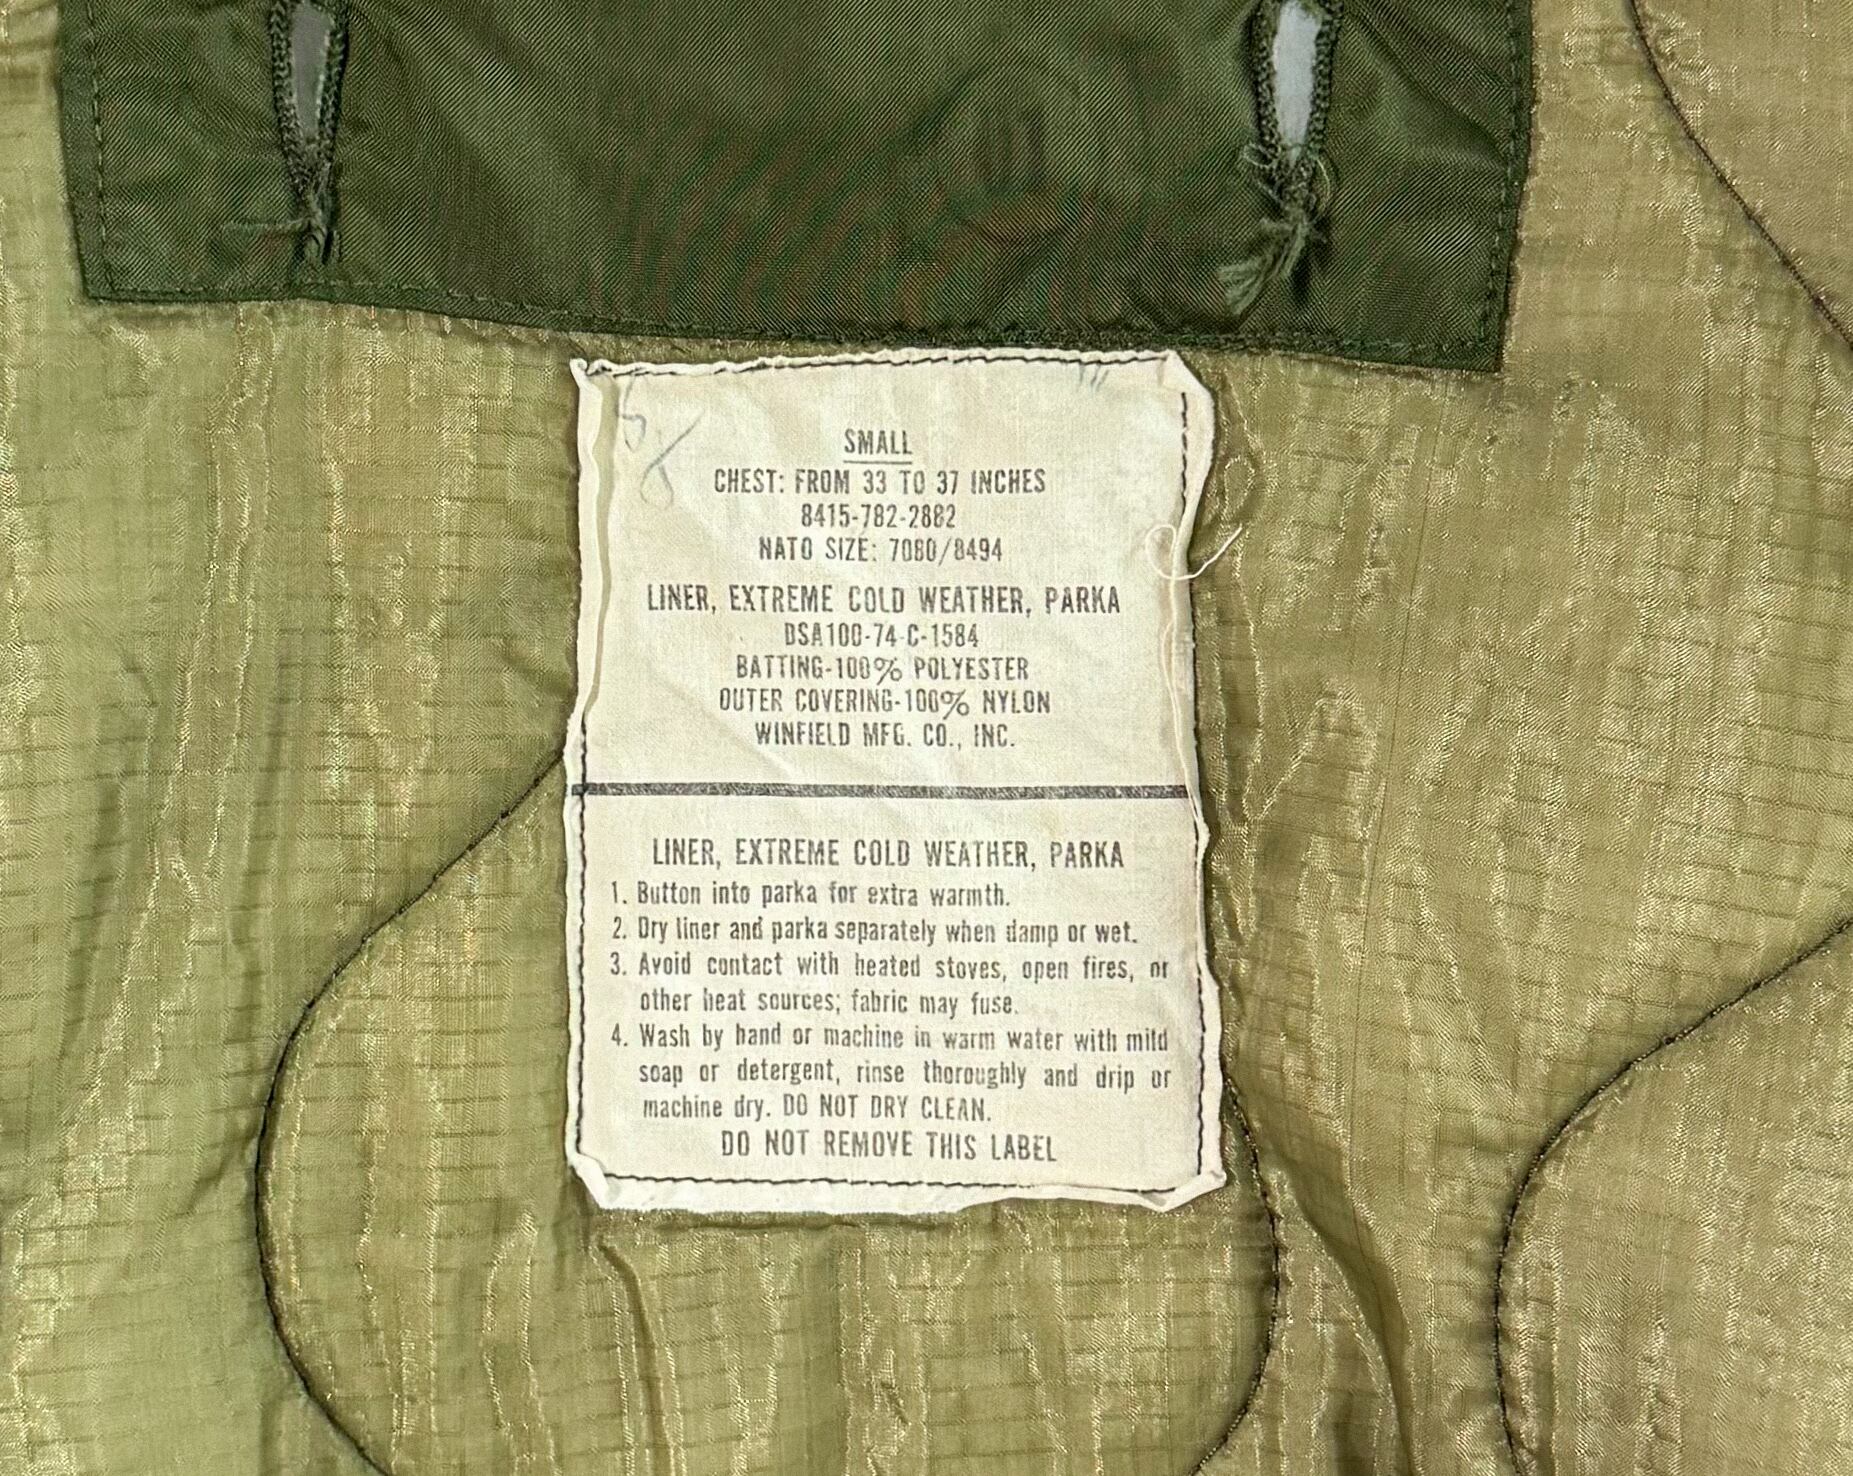 SMALL
CHEST: FROM 33 TO 37 INCHES
8415-782-2882
NATO SIZE: 7080/8494
LINER, EXTREME COLD WEATHER, PARKA
DSA100-74-C-1584
BATTING-100% POLYESTER
OUTER COVERING-100% NYLON
WINFIELD MFG. CO., INC.
LINER, EXTREME COLD WEATHER, PARKA
1. Button into parka for extra warmth.
2. Dry liner and parka separately when damp or wet.
3. Avoid contact with heated stoves, open fires, or
other heat sources; fabric may fuse.
4. Wash by hand or machine in warm water with mild
soap or detergent, rinse thoroughly and drip or
machine dry. DO NOT DRY CLEAN.
DO NOT REMOVE THIS LABEL